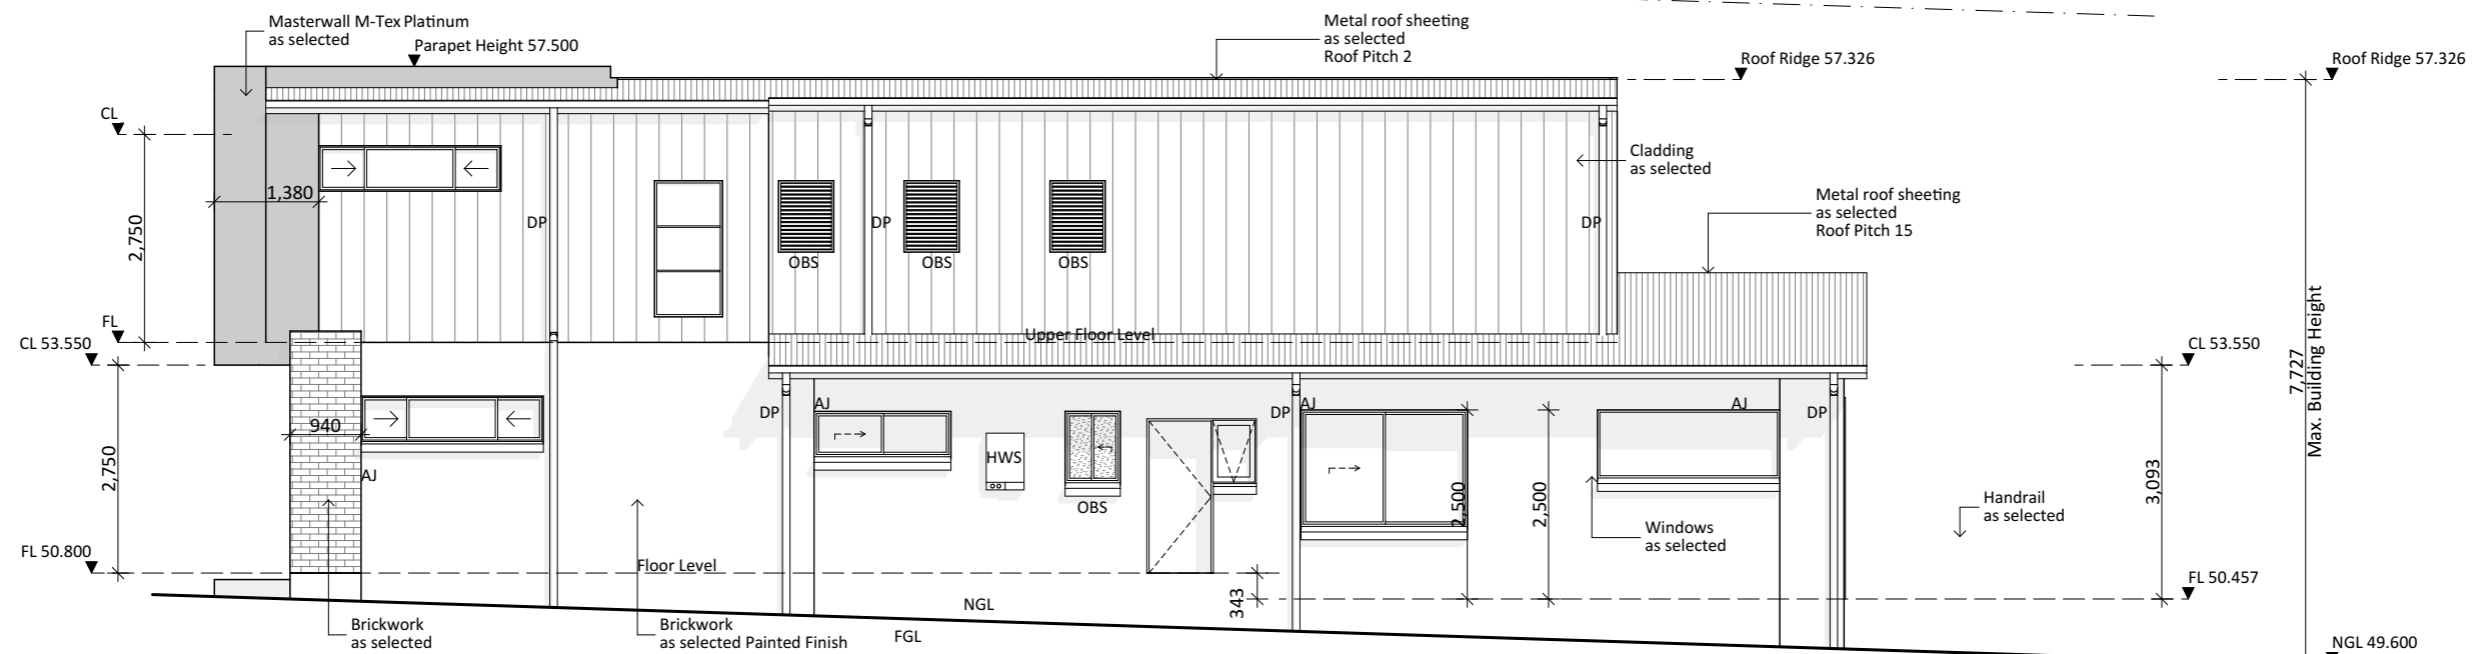 Masterwall M-Tex Platinum
as selected
Parapet Height 57.500
Metal roof sheeting
as selected
Roof Pitch 2
Roof Ridge 57.326
Roof Ridge 57.326
CL
Cladding
as selected
1,380
2,750
DP
DP
DP
Metal roof sheeting
as selected
Roof Pitch 15
OBS
OBS
OBS
FL
Upper Floor Level
CL 53.550
CL 53.550
7,727
Max. Building Height
DP
AJ
DP
AJ
AJ
DP
940
HWS
2,750
AJ
OBS
2,500
2,500
3,093
Windows
as selected
Handrail
as selected
FL 50.800
Floor Level
FL 50.457
343
NGL
Brickwork
as selected
Brickwork
as selected Painted Finish
FGL
NGL 49.600